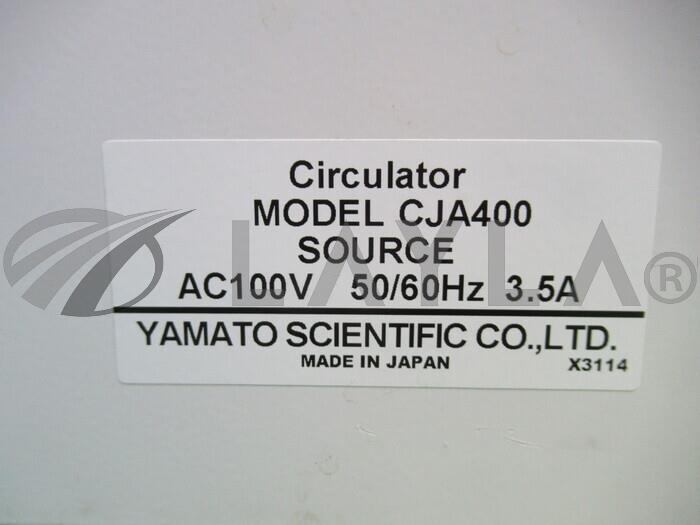 Circulator
MODEL CJA400
SOURCE
AC100V 50/60Hz 3.5A
YAMATO SCIENTIFIC CO.,LTD.
MADE IN JAPAN
X3114
LAYLA®